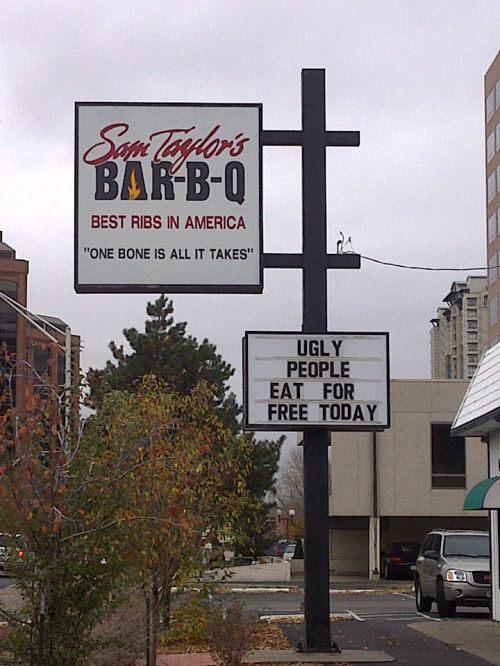 Sam Taylor's
BAR-B-Q
BEST RIBS IN AMERICA
"ONE BONE IS ALL IT TAKES"
UGLY
PEOPLE
EAT FOR
FREE TODAY